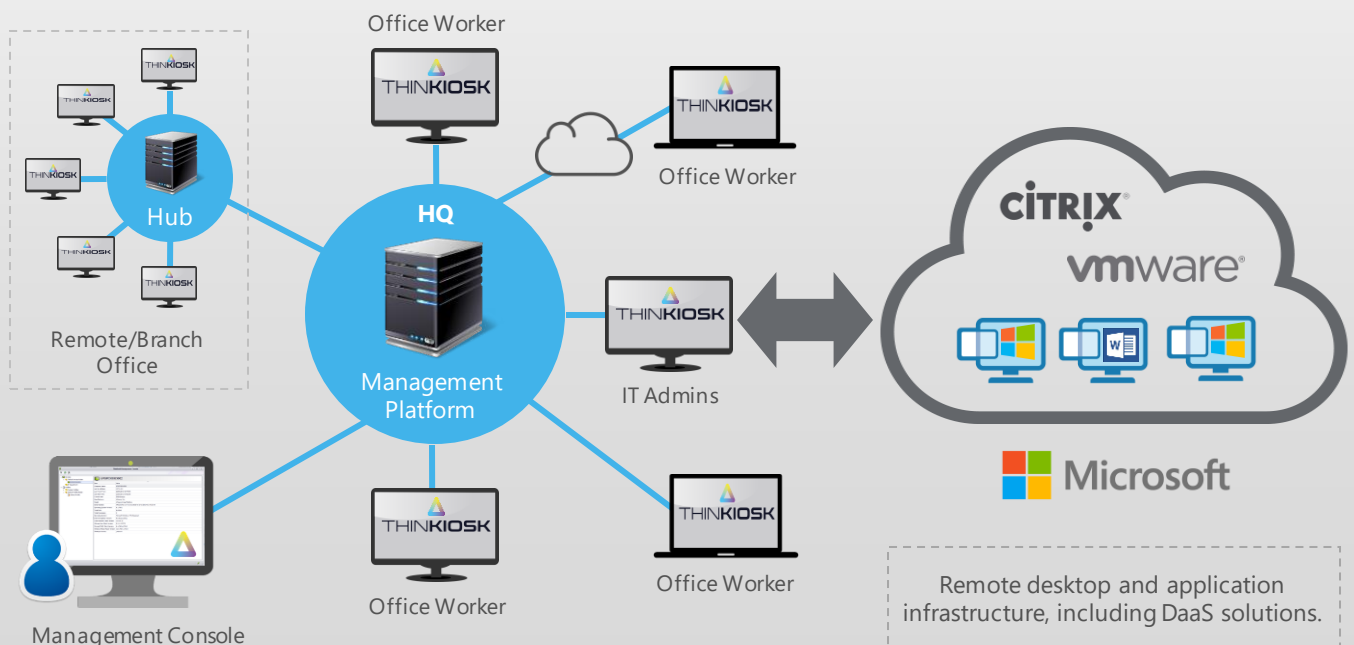 Office Worker
THINKIOSK
THINKIOSK
THINKIOSK
THINKIOSK
THINKIOSK
THINKIOSK
THINKIOSK
Hub
Remote/Branch
Office
THINKIOSK
Office Worker
HQ
Management
Platform
THINKIOSK
IT Admins
CITRIX®
vmware®
W
Microsoft
THINKIOSK
Office Worker
THINKIOSK
Office Worker
Management Console
Remote desktop and application
infrastructure, including DaaS solutions.